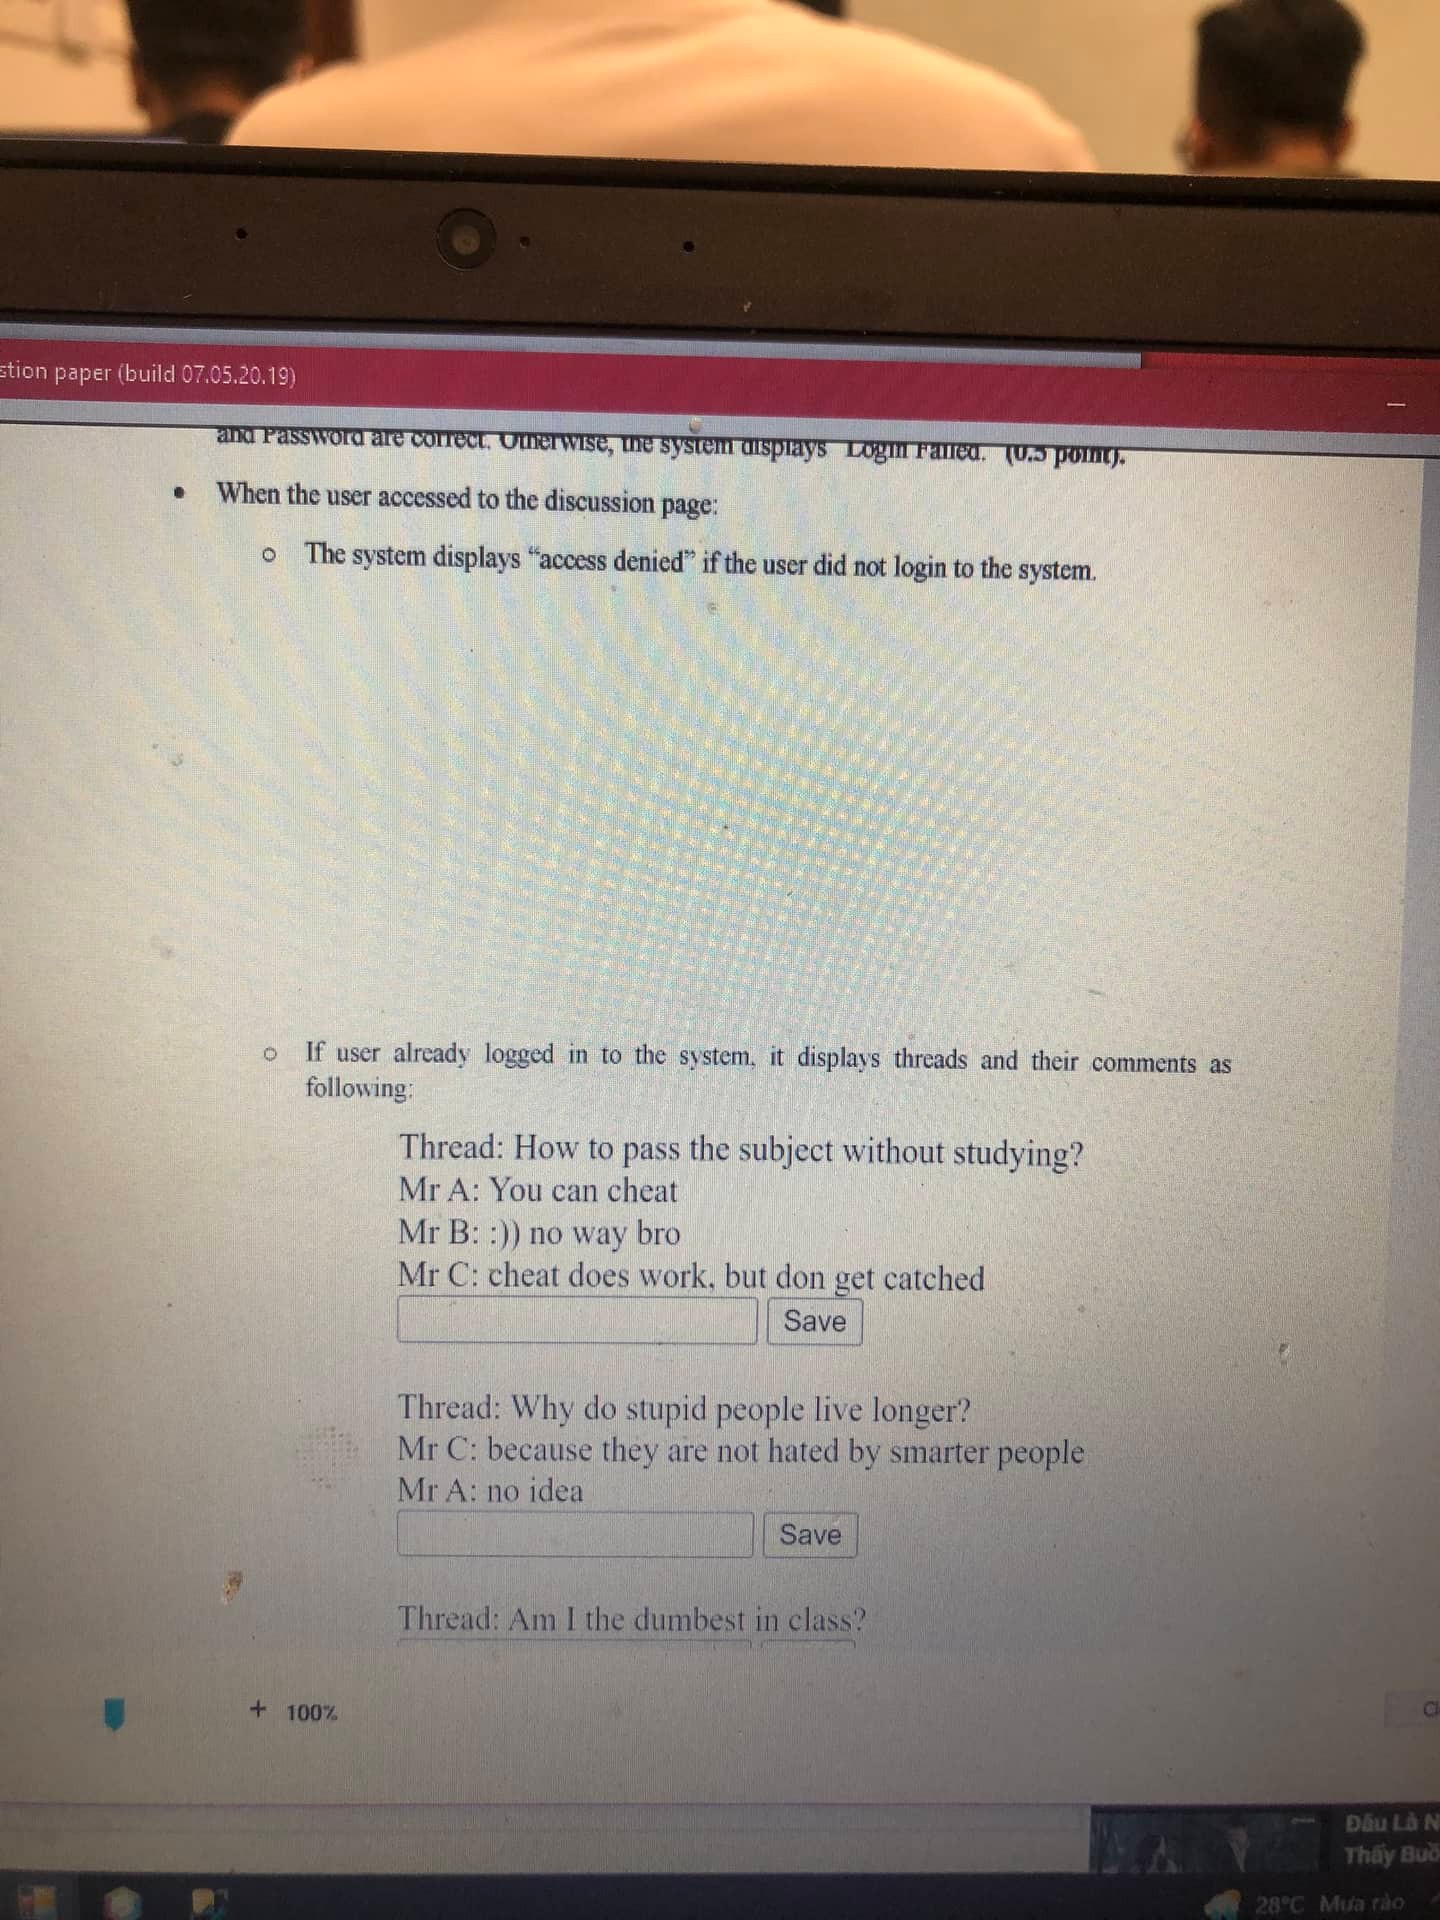 stion paper (build 07.05.20.19)
and Password are correct. Otherwise, the system displays "Login Failed." (0.5 point).
• When the user accessed to the discussion page:
o The system displays “access denied” if the user did not login to the system.
o If user already logged in to the system, it displays threads and their comments as
following:
Thread: How to pass the subject without studying?
Mr A: You can cheat
Mr B: :)) no way bro
Mr C: cheat does work, but don get catched
Save
Thread: Why do stupid people live longer?
Mr C: because they are not hated by smarter people
Mr A: no idea
Save
Thread: Am I the dumbest in class?
+ 100%
Cl
Đâu Là N
Thấy Buồ
28°C Mưa rào